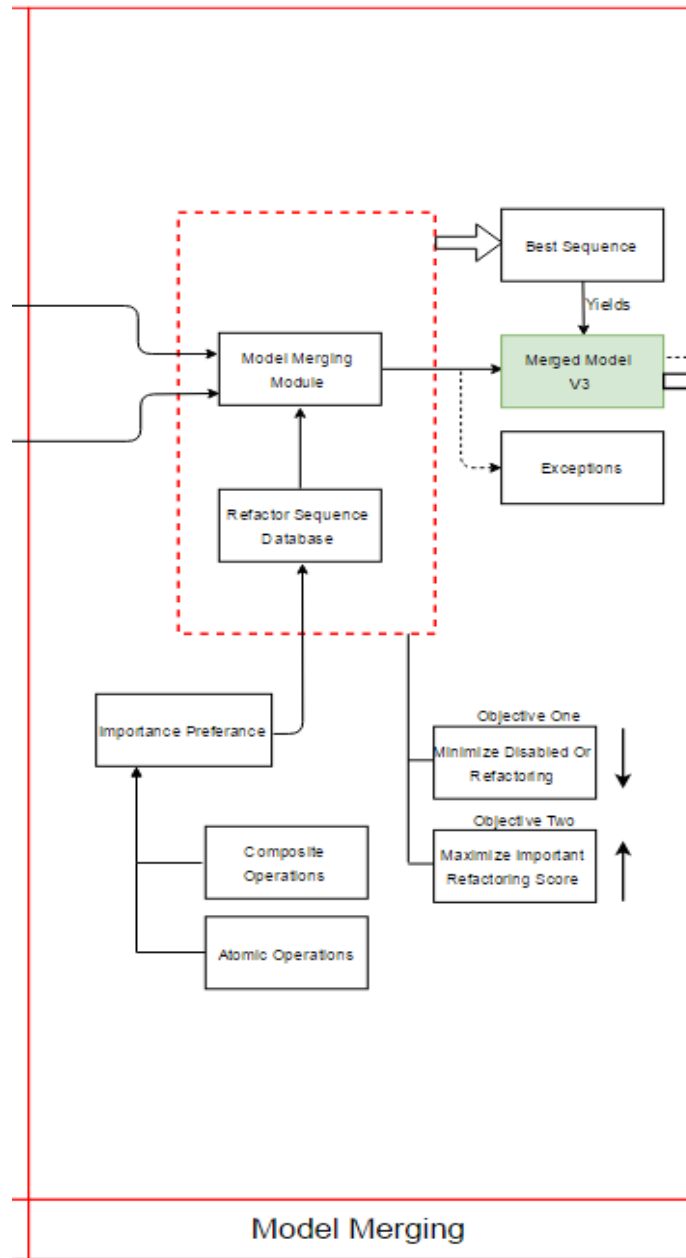 Best Sequence
Yields
Model Merging
Module
Merged Model
V3
Exceptions
Refactor Sequence
Database
Importance Preferance
Objective One
Minimize Disabled Or
Refactoring
Objective Two
Maximize Important
Refactoring Score
Composite
Operations
Atomic Operations
Model Merging